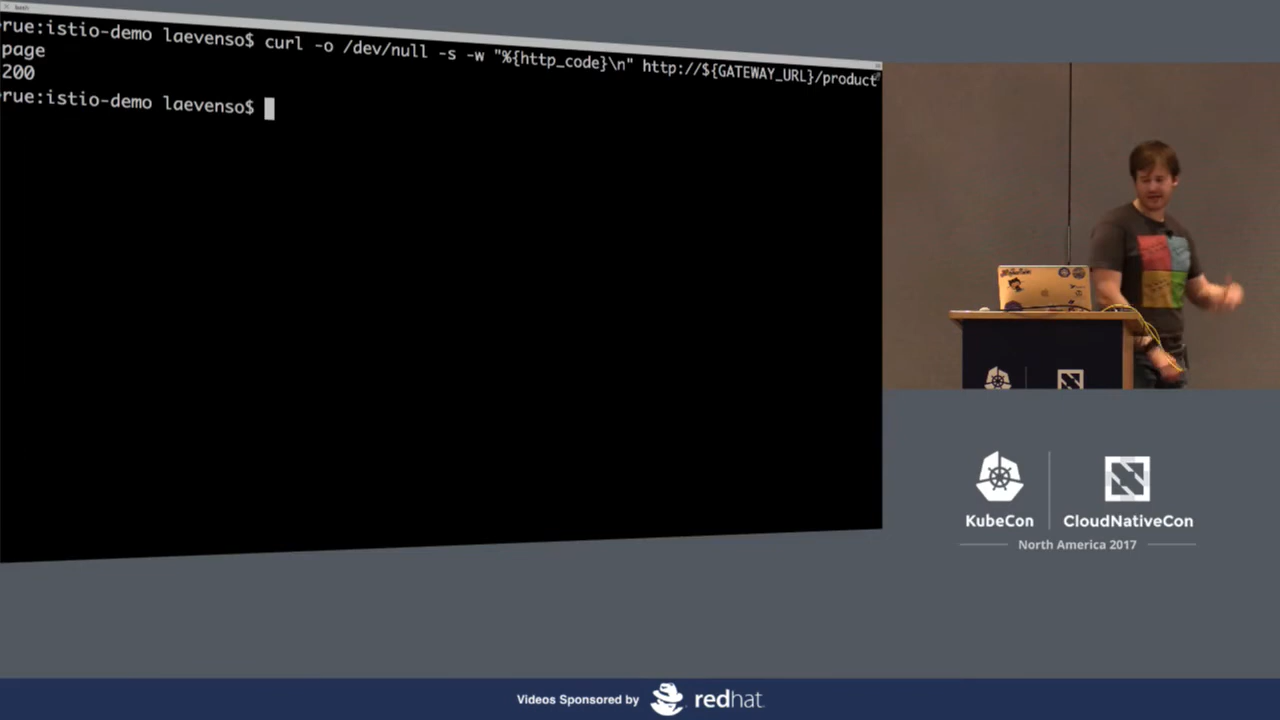 bash
rue:istio-demo laevenso$ curl -o /dev/null -s -w "%{http_code}\n" http://${GATEWAY_URL}/product
page
200
rue:istio-demo laevenso$
KubeCon
CloudNativeCon
North America 2017
Videos Sponsored by redhat